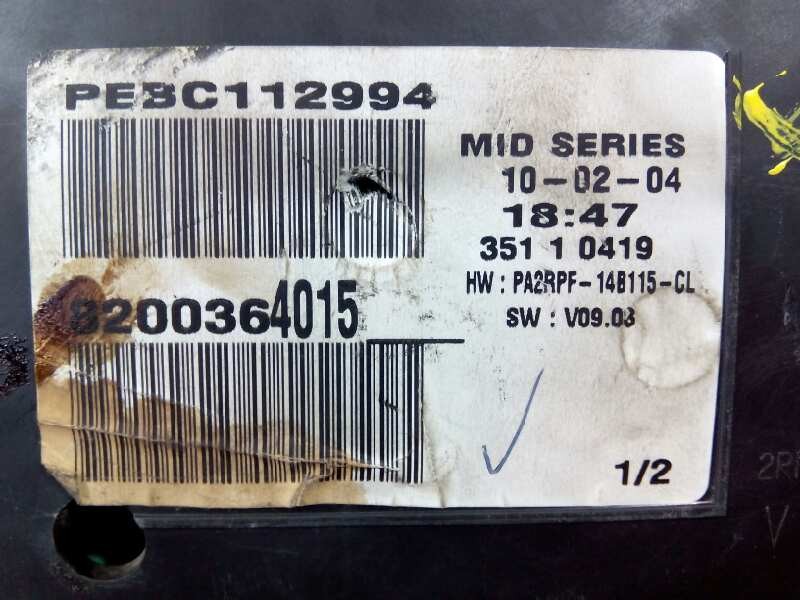 PEBC112994
MID SERIES
10-02-04
18:47
351 1 0419
HW : PA2RPF-14B115-CL
8200364015
SW : V09.03
1/2